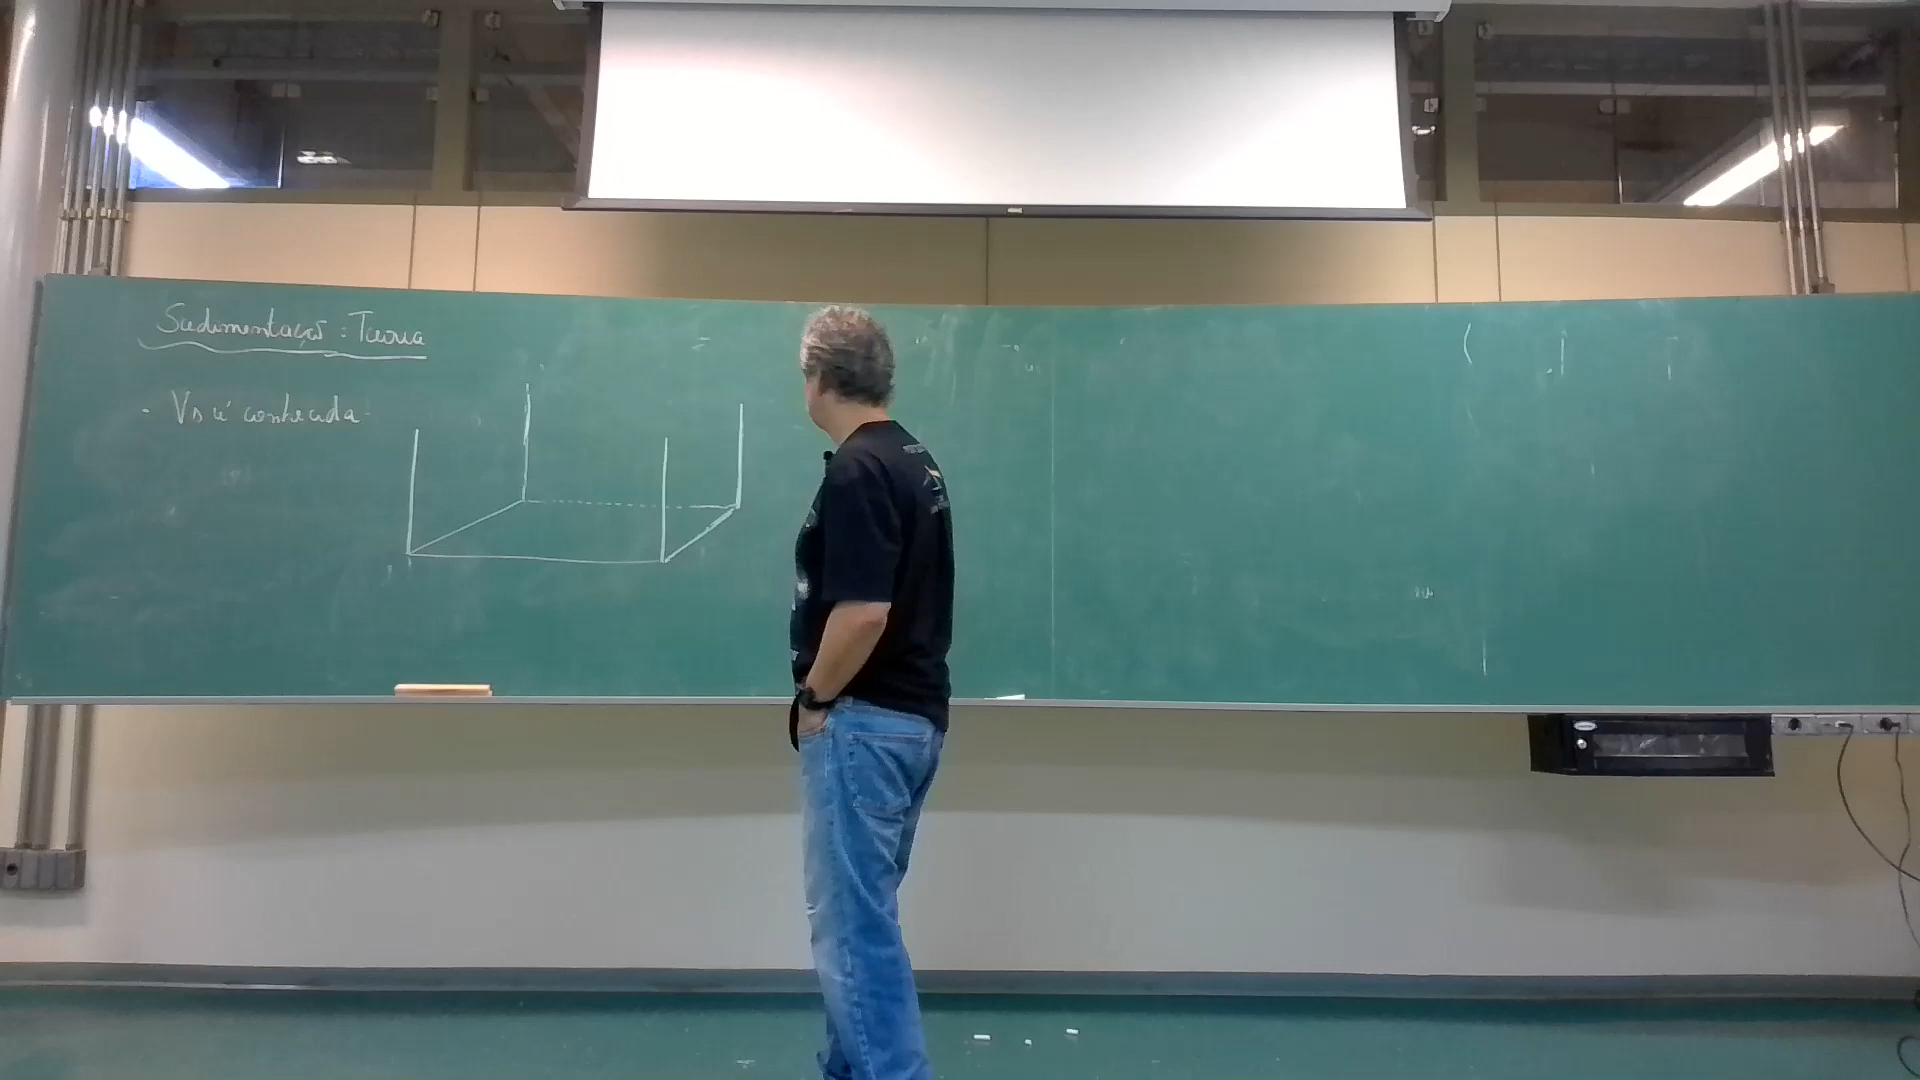 Sedimentação : Teoria
· Vs é conhecida